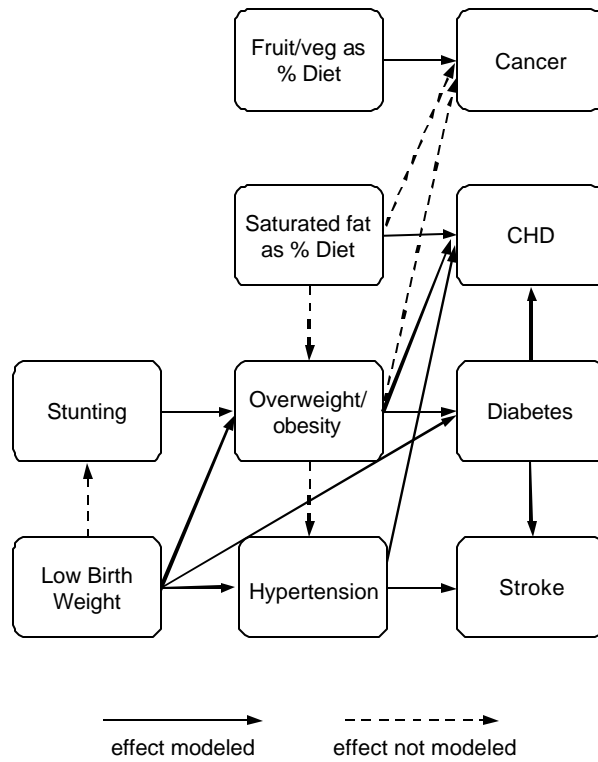 Fruit/veg as
% Diet
Cancer
Saturated fat
as % Diet
CHD
Stunting
Overweight/
obesity
Diabetes
Low Birth
Weight
Hypertension
Stroke
effect modeled
effect not modeled